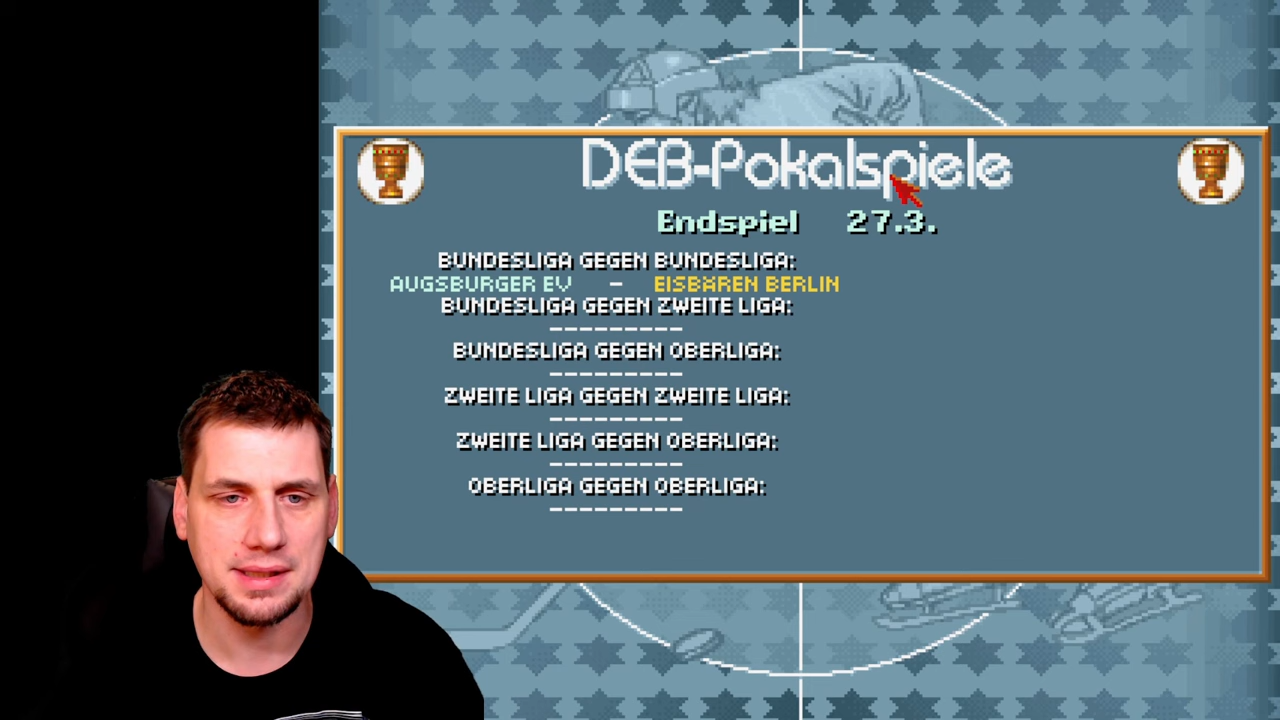 DEB-Pokalspiele
Endspiel 27.3.
BUNDESLIGA GEGEN BUNDESLIGA:
AUGSBURGER EV - EISBÄREN BERLIN
BUNDESLIGA GEGEN ZWEITE LIGA:
---------
BUNDESLIGA GEGEN OBERLIGA:
---------
ZWEITE LIGA GEGEN ZWEITE LIGA:
---------
ZWEITE LIGA GEGEN OBERLIGA:
---------
OBERLIGA GEGEN OBERLIGA:
---------